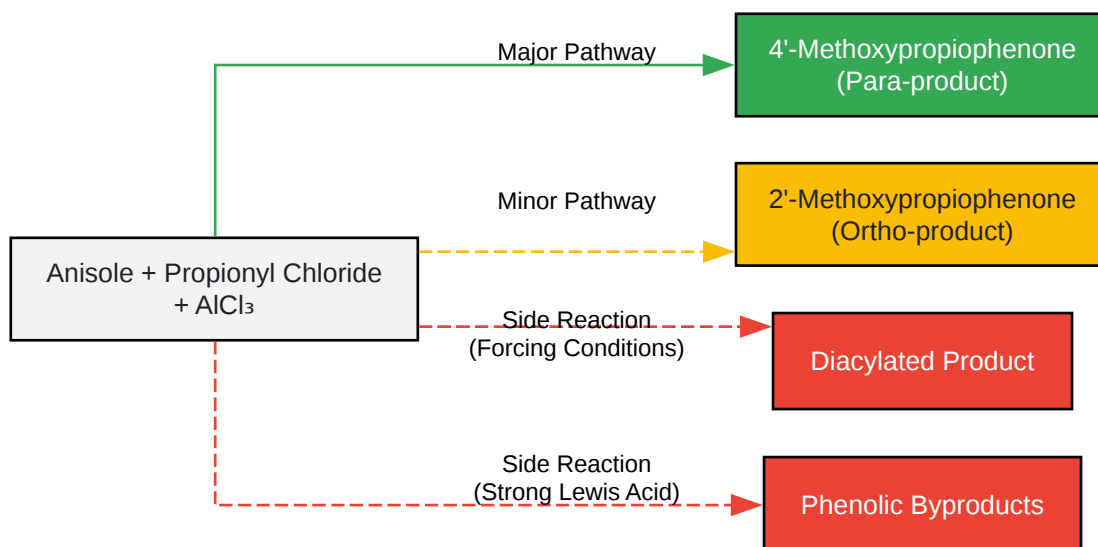 Major Pathway
4'-Methoxypropiophenone
(Para-product)
Minor Pathway
2'-Methoxypropiophenone
(Ortho-product)
Anisole + Propionyl Chloride
+ AlCl₃
Side Reaction
(Forcing Conditions)
Diacylated Product
Side Reaction
(Strong Lewis Acid)
Phenolic Byproducts